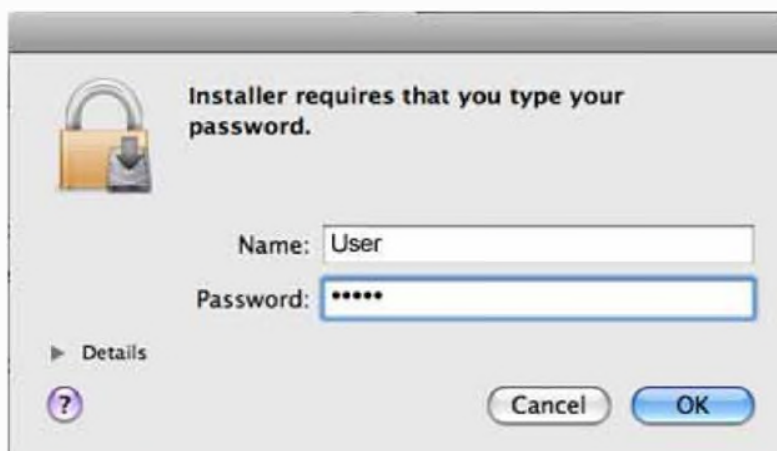 Installer requires that you type your
password.
Name: User
Password: •••••
Details
?
Cancel OK